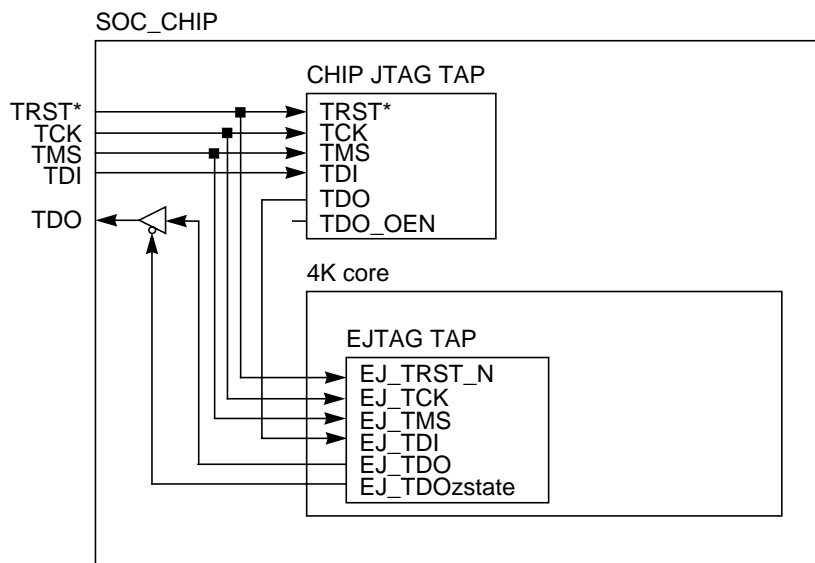 SOC_CHIP
CHIP JTAG TAP
TRST*
TCK
TMS
TDI
TDO
TRST*
TCK
TMS
TDI
TDO
TDO_OEN
4K core
EJTAG TAP
EJ_TRST_N
EJ_TCK
EJ_TMS
EJ_TDI
EJ_TDO
EJ_TDOzstate